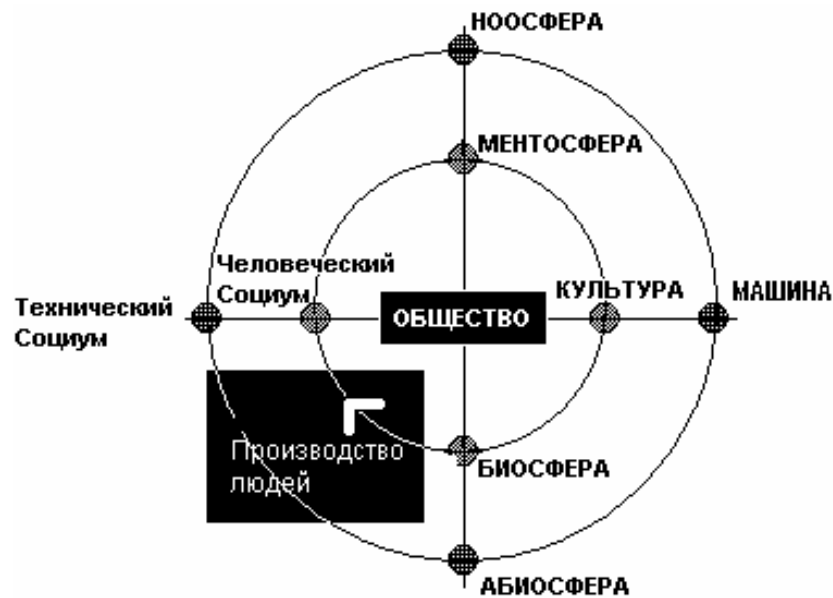 НООСФЕРА
МЕНТОСФЕРА
Человеческий
Социум
КУЛЬТУРА
МАШИНА
Технический
Социум
ОБЩЕСТВО
Производство
людей
БИОСФЕРА
АБИОСФЕРА